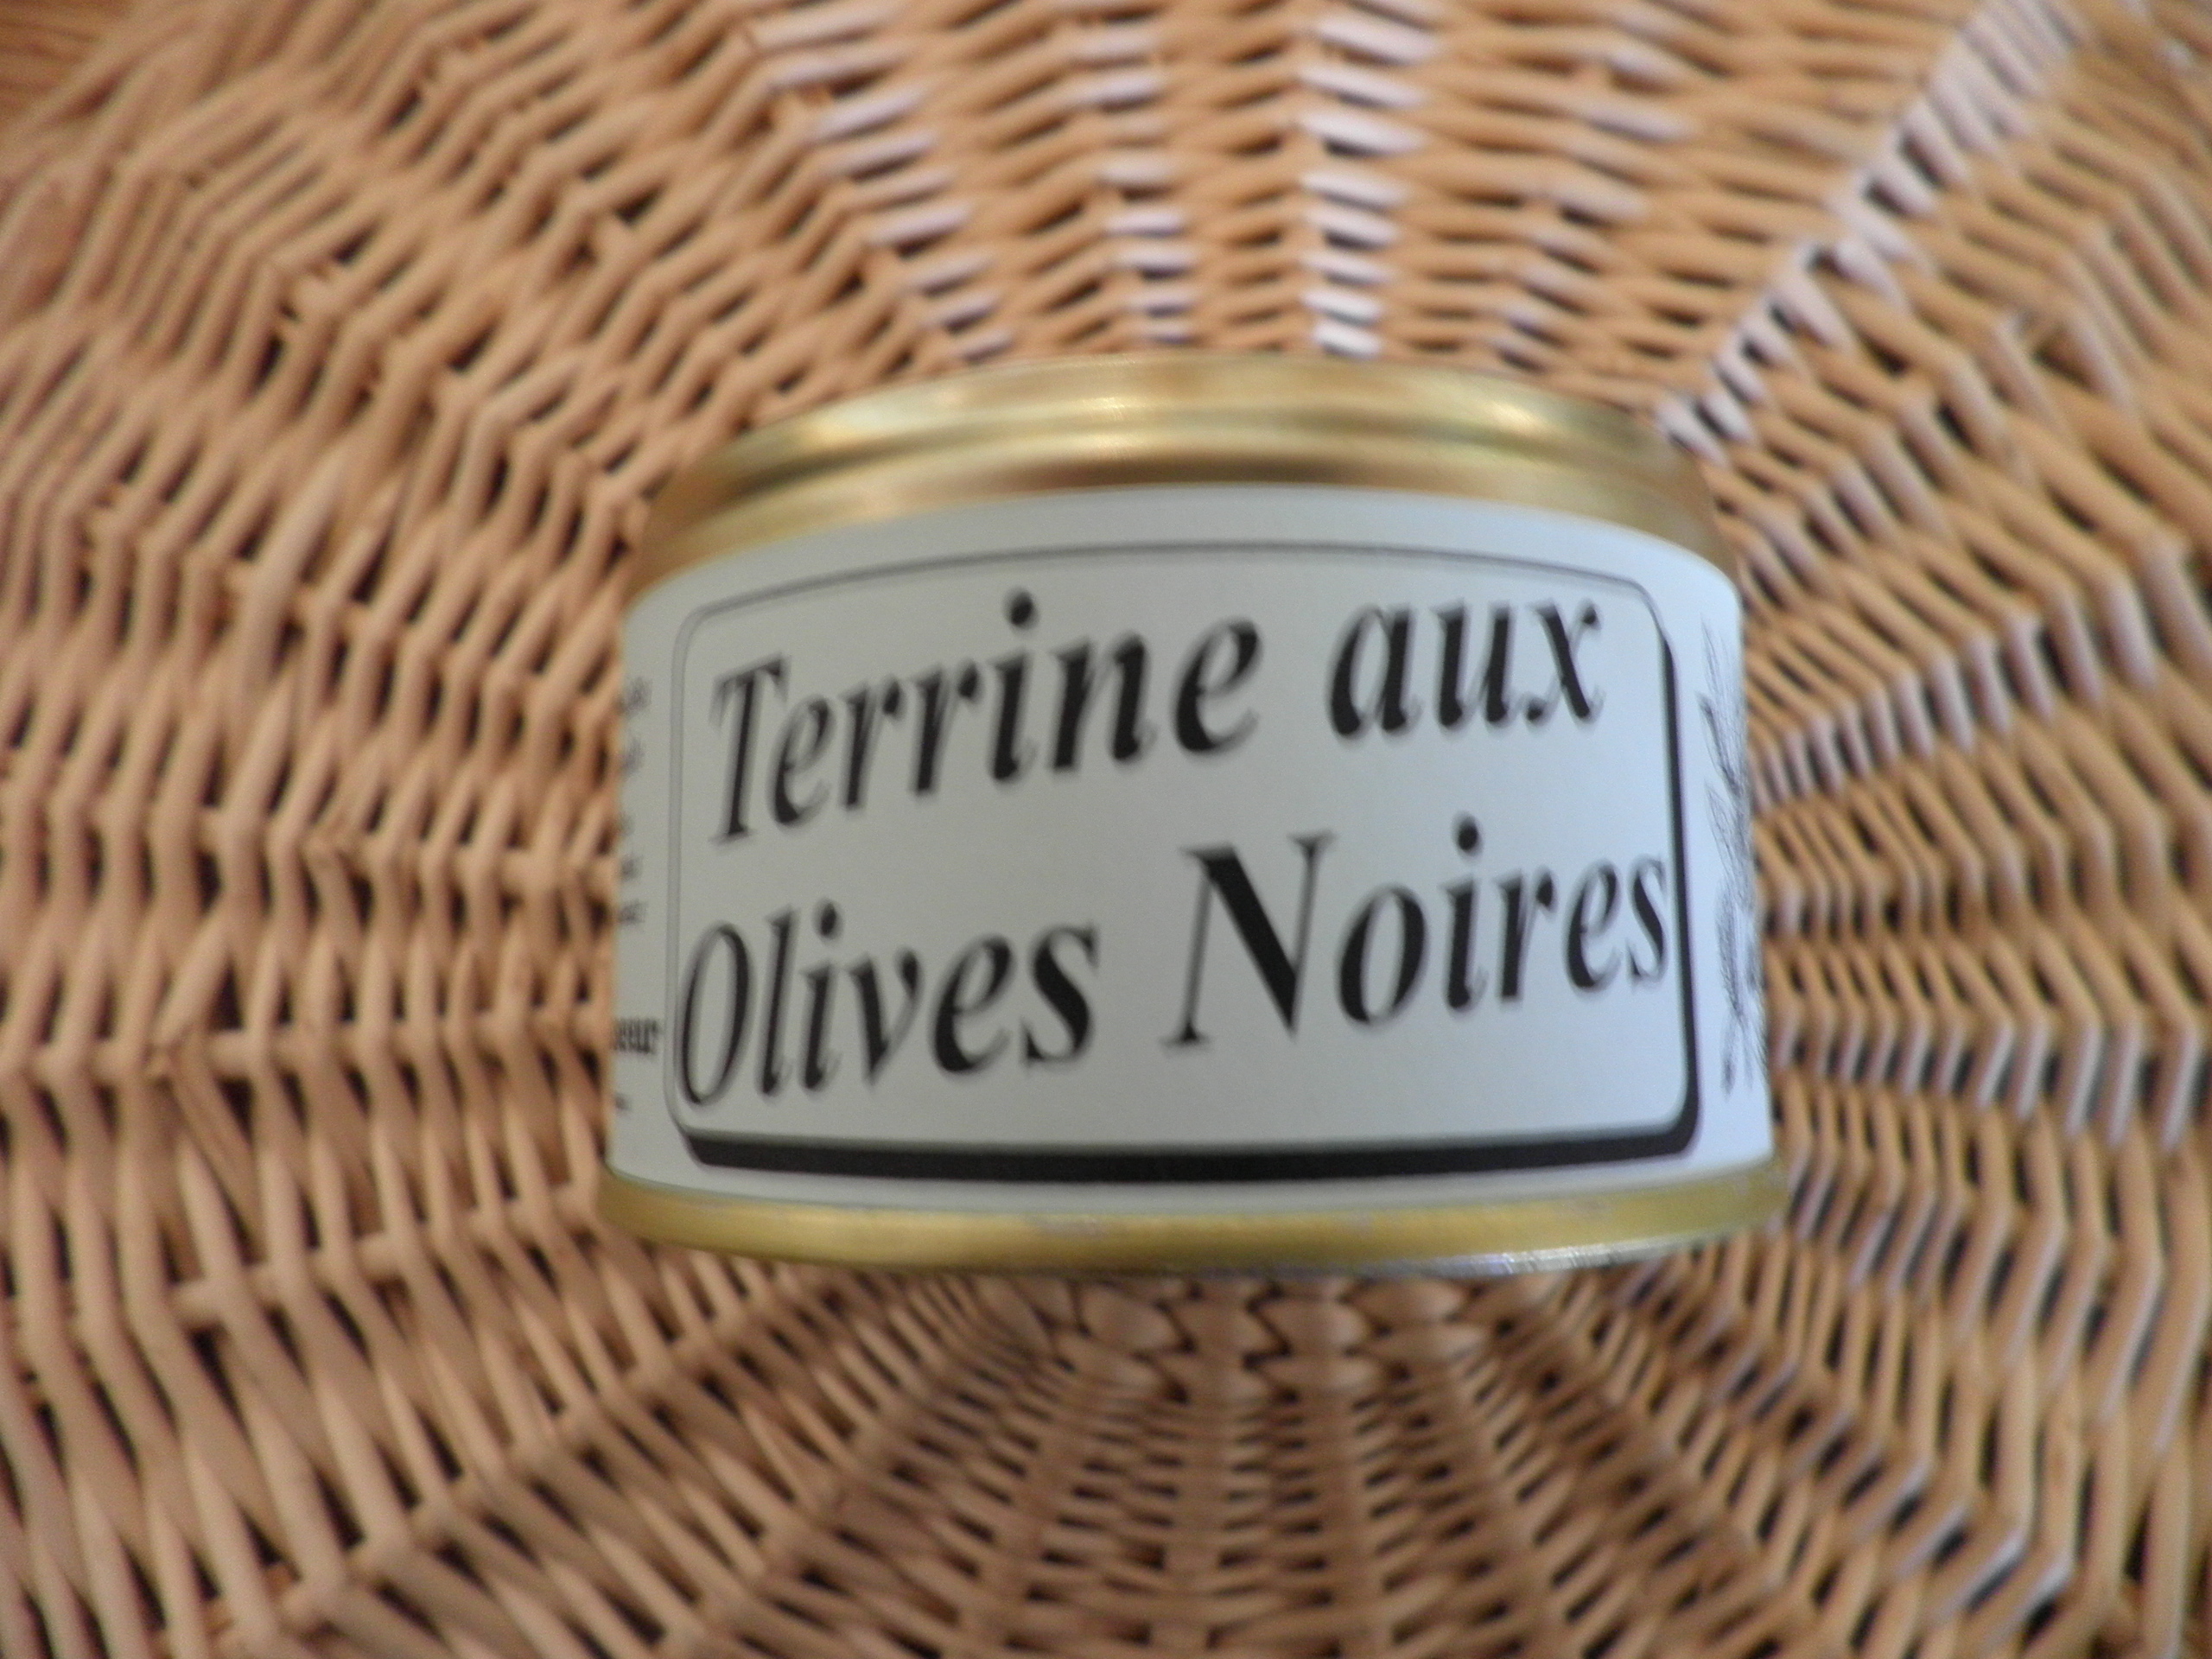 Terrine aux
Olives Noires